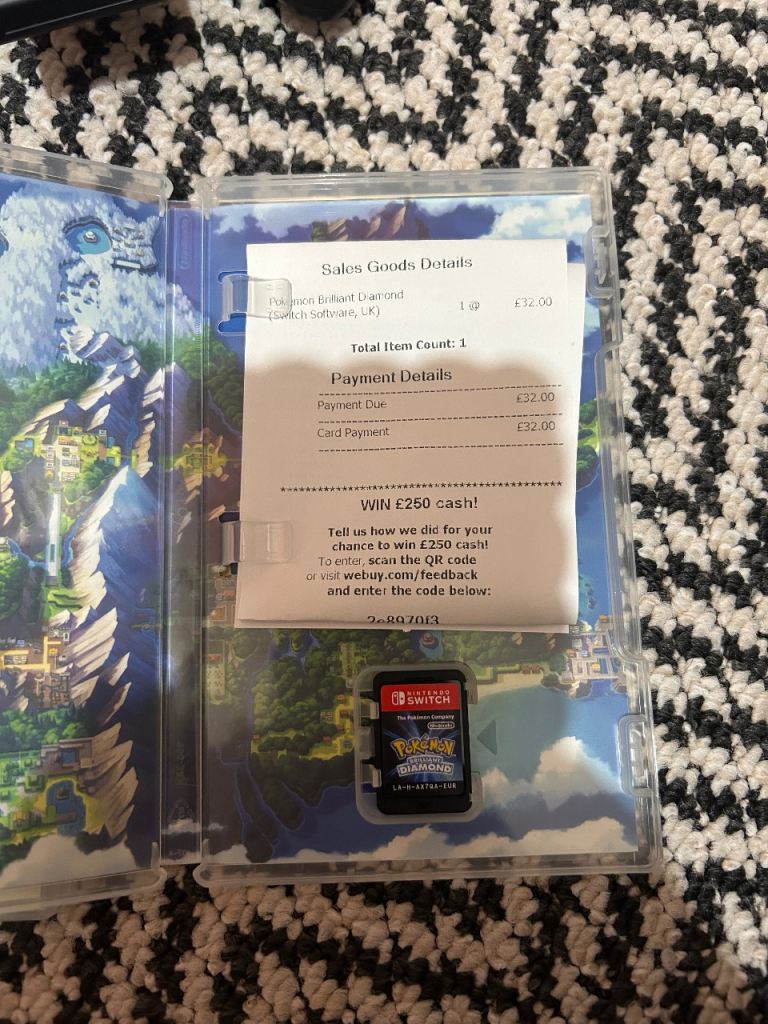 Sales Goods Details
Pokemon Brilliant Diamond
1 @ £32.00
(Switch Software, UK)
Total Item Count: 1
Payment Details
Payment Due £32.00
Card Payment £32.00
WIN £250 cash!
Tell us how we did for your
chance to win £250 cash!
To enter, scan the QR code
or visit webuy.com/feedback
and enter the code below:
NINTENDO
SWITCH
The Pokémon Company
Nintendo
POKéMON
BRILLIANT
DIAMOND
LA-H-AX7QA-EUR